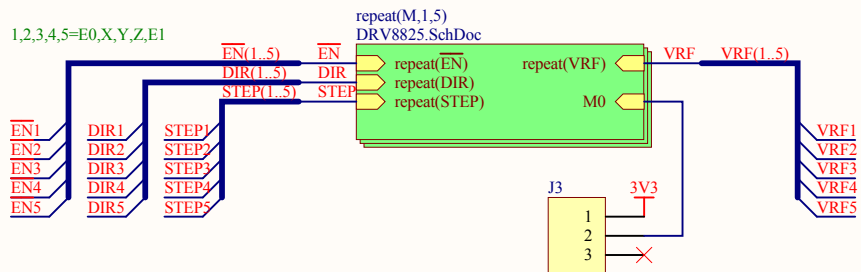 repeat(M,1,5)
DRV8825.SchDoc
1,2,3,4,5=E0,X,Y,Z,E1
EN(1..5)
EN
repeat(EN)
DIR(1..5)
DIR
repeat(DIR)
STEP(1..5)
STEP
repeat(STEP)
repeat(VRF)
VRF
VRF(1..5)
M0
EN1
EN2
EN3
EN4
EN5
DIR1
DIR2
DIR3
DIR4
DIR5
STEP1
STEP2
STEP3
STEP4
STEP5
VRF1
VRF2
VRF3
VRF4
VRF5
J3
3V3
1
2
3